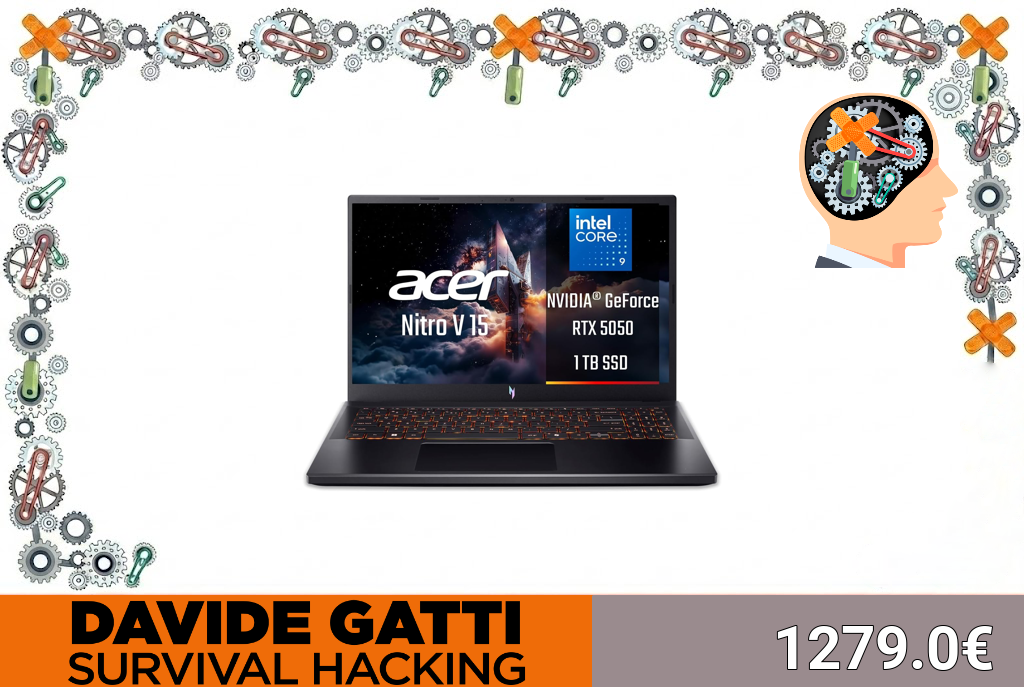 acer
Nitro V 15
intel
CORE
9
NVIDIA® GeForce
RTX 5050
1 TB SSD
DAVIDE GATTI
SURVIVAL HACKING
1279.0€